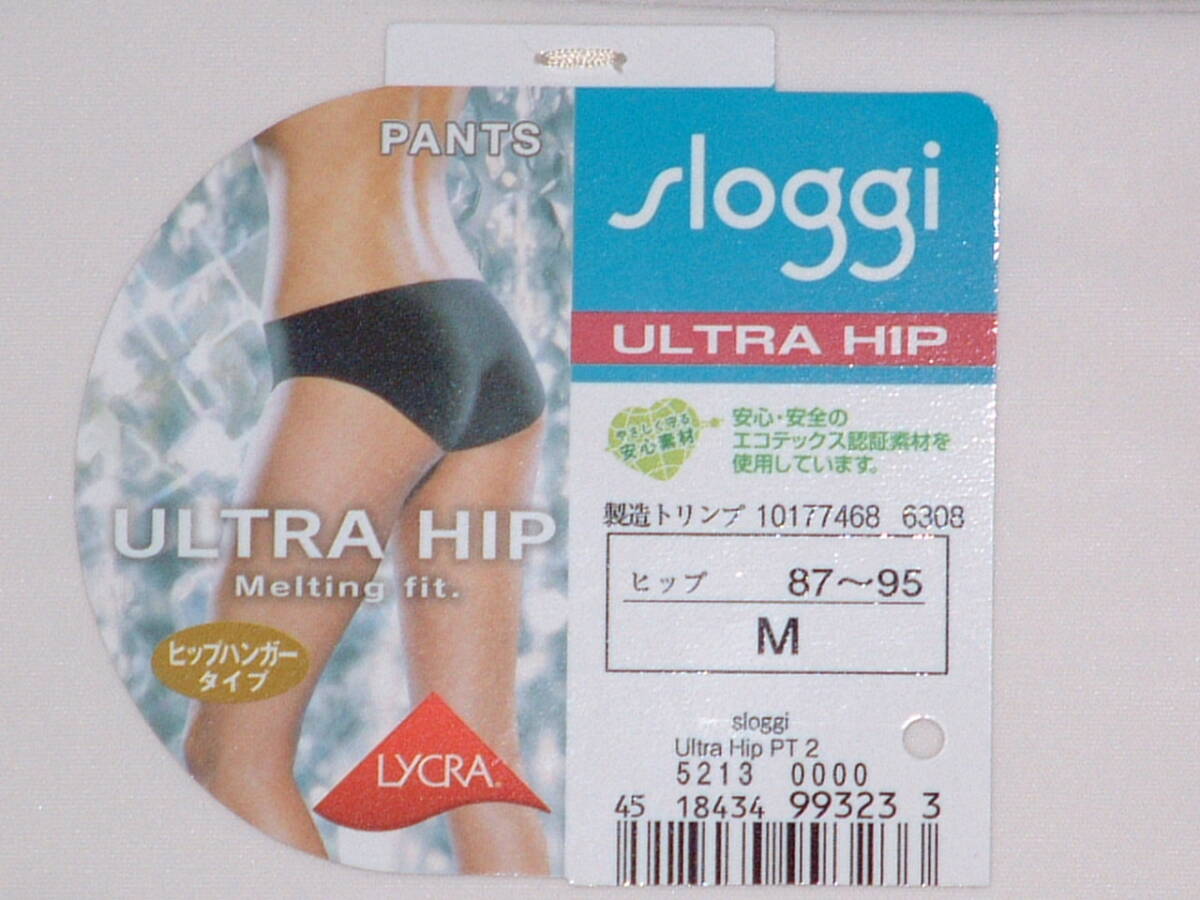 PANTS
sloggi
ULTRA HIP
やさしく守る
安心素材
安心・安全の
エコテックス認証素材を
使用しています。
製造トリンプ 10177468 6308
ヒップ 87～95
M
ULTRA HIP
Melting fit.
ヒップハンガー
タイプ
LYCRA®
sloggi
Ultra Hip PT 2
5213 0000
45 18434 99323 3